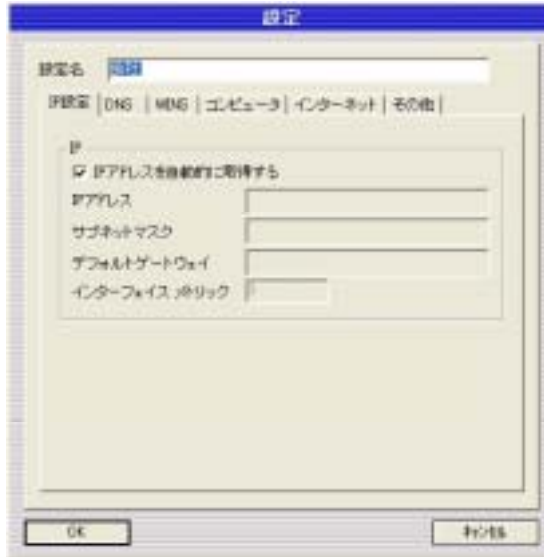 設定
設定名
IP設定 DNS WINS コンピュータ インターネット その他
IP
IPアドレスを自動的に取得する
IPアドレス
サブネットマスク
デフォルトゲートウェイ
インターフェイスメトリック
OK
キャンセル